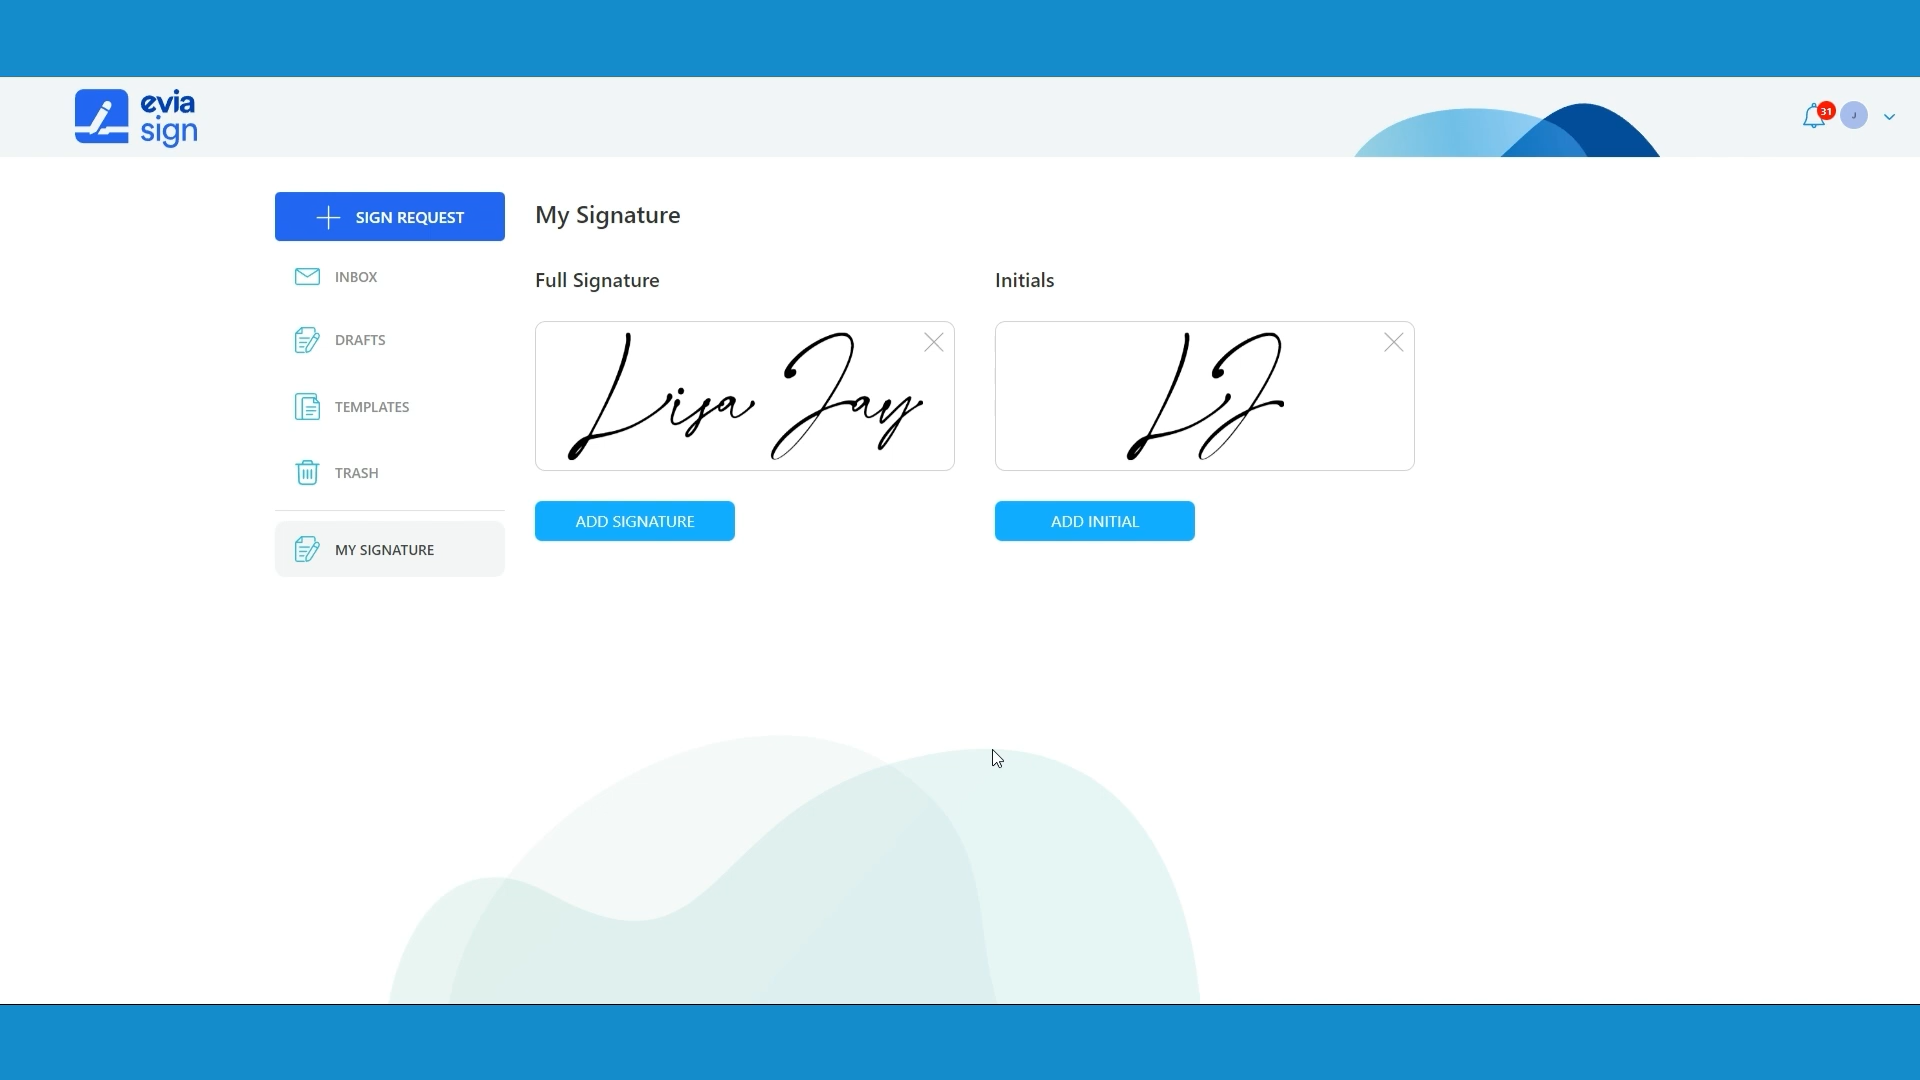 evia
sign
31
J
SIGN REQUEST
My Signature
INBOX
Full Signature
Initials
DRAFTS
Lisa Jay
LJ
TEMPLATES
TRASH
ADD SIGNATURE
ADD INITIAL
MY SIGNATURE